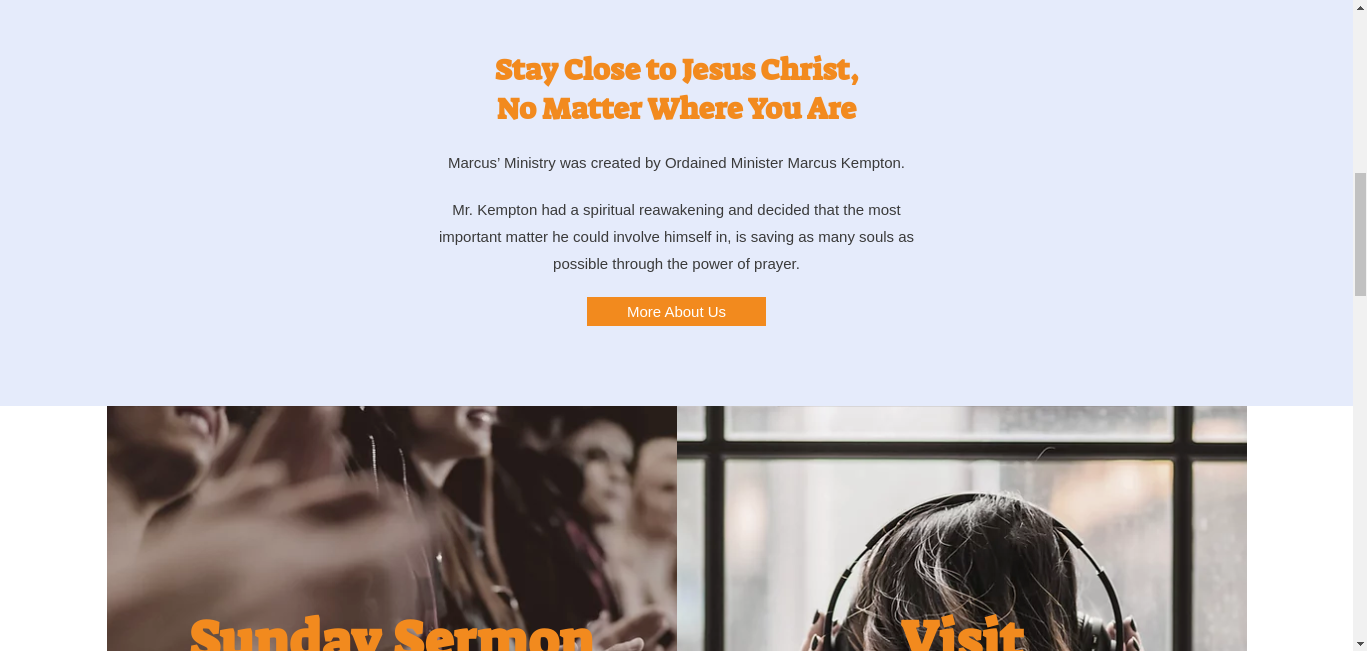 Stay Close to Jesus Christ,
No Matter Where You Are
Marcus’ Ministry was created by Ordained Minister Marcus Kempton.
Mr. Kempton had a spiritual reawakening and decided that the most
important matter he could involve himself in, is saving as many souls as
possible through the power of prayer.
More About Us
Sunday Sermon
Visit